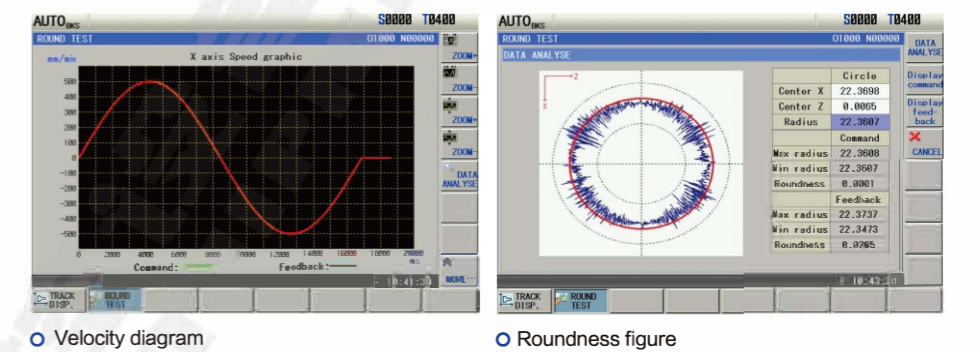 AUTO BKS S0000 T0400
ROUND TEST O1000 N00000
mm/min X axis Speed graphic
500
400
300
200
100
0
-100
-200
-300
-400
-500
0 2000 4000 6000 8000 10000 12000 14000 16000 18000 20000
ms
Command: Feedback:
10:41:30
ZOOM+
ZOOM-
ZOOM+
ZOOM-
DATA
ANALYSE
MORE
TRACK
DISP.
ROUND
TEST
Velocity diagram
AUTO BKS S0000 T0400
ROUND TEST O1000 N00000
DATA ANALYSE
Z
X
Circle
Center X 22.3698
Center Z 0.0065
Radius 22.3607
Command
Max radius 22.3608
Min radius 22.3607
Roundness 0.0001
Feedback
Max radius 22.3737
Min radius 22.3473
Roundness 0.0265
DATA
ANALYSE
Display
command
Display
feed-
back
CANCEL
TRACK
DISP.
ROUND
TEST
Roundness figure